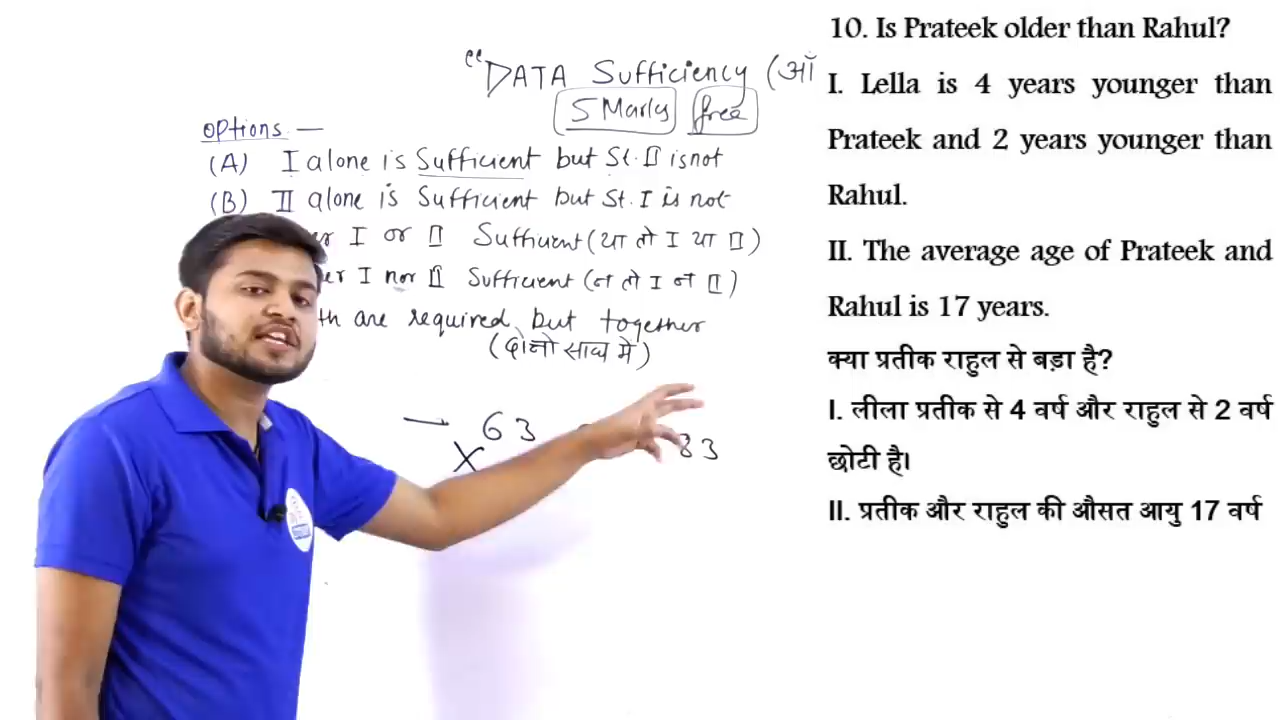 “DATA Sufficiency (ऑ
5 Marks free
options —
(A) I alone is Sufficient but St. II is not
(B) II alone is Sufficient but St. I is not
er I or II Sufficient (या तो I या II)
er I nor II Sufficient (न तो I न II)
th are required but together
(दोनो साथ में)
— 63
83
10. Is Prateek older than Rahul?
I. Lella is 4 years younger than
Prateek and 2 years younger than
Rahul.
II. The average age of Prateek and
Rahul is 17 years.
क्या प्रतीक राहुल से बड़ा है?
I. लीला प्रतीक से 4 वर्ष और राहुल से 2 वर्ष
छोटी है।
II. प्रतीक और राहुल की औसत आयु 17 वर्ष